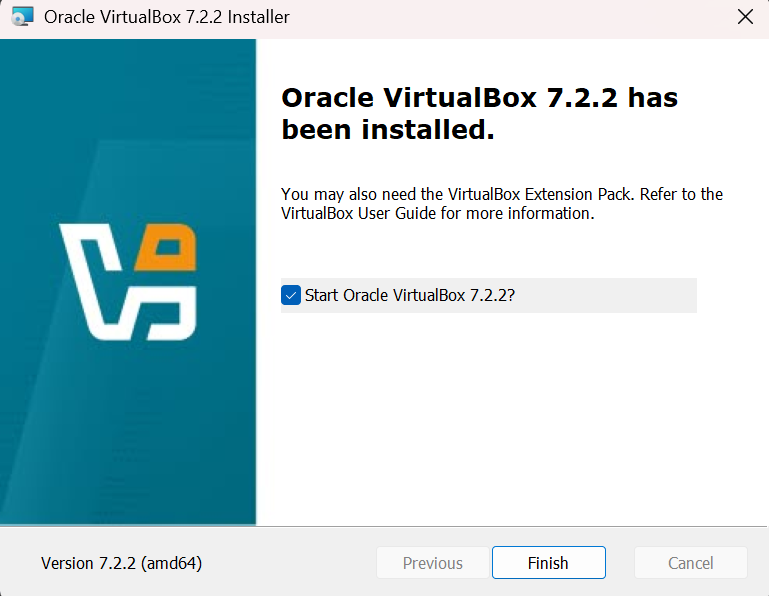 Oracle VirtualBox 7.2.2 Installer
Oracle VirtualBox 7.2.2 has
been installed.
You may also need the VirtualBox Extension Pack. Refer to the
VirtualBox User Guide for more information.
Start Oracle VirtualBox 7.2.2?
Version 7.2.2 (amd64)
Previous
Finish
Cancel